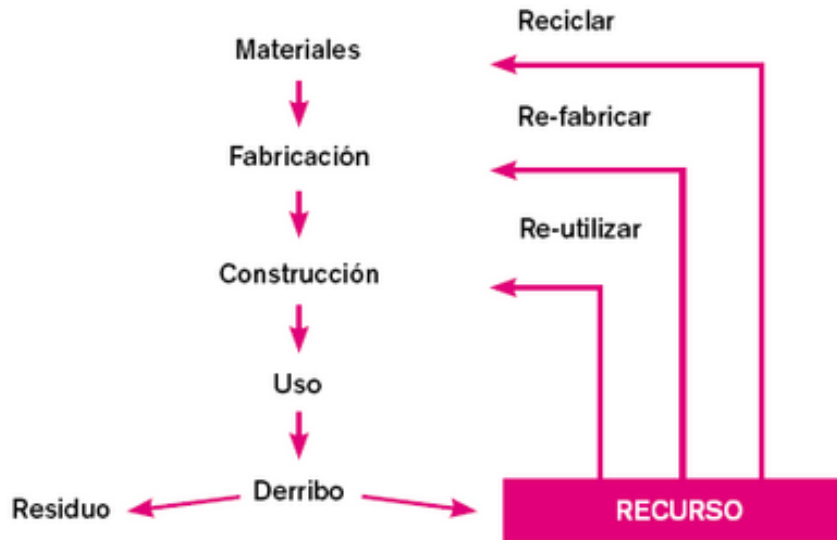 Reciclar
Materiales
Re-fabricar
Fabricación
Re-utilizar
Construcción
Uso
Derribo
Residuo
RECURSO